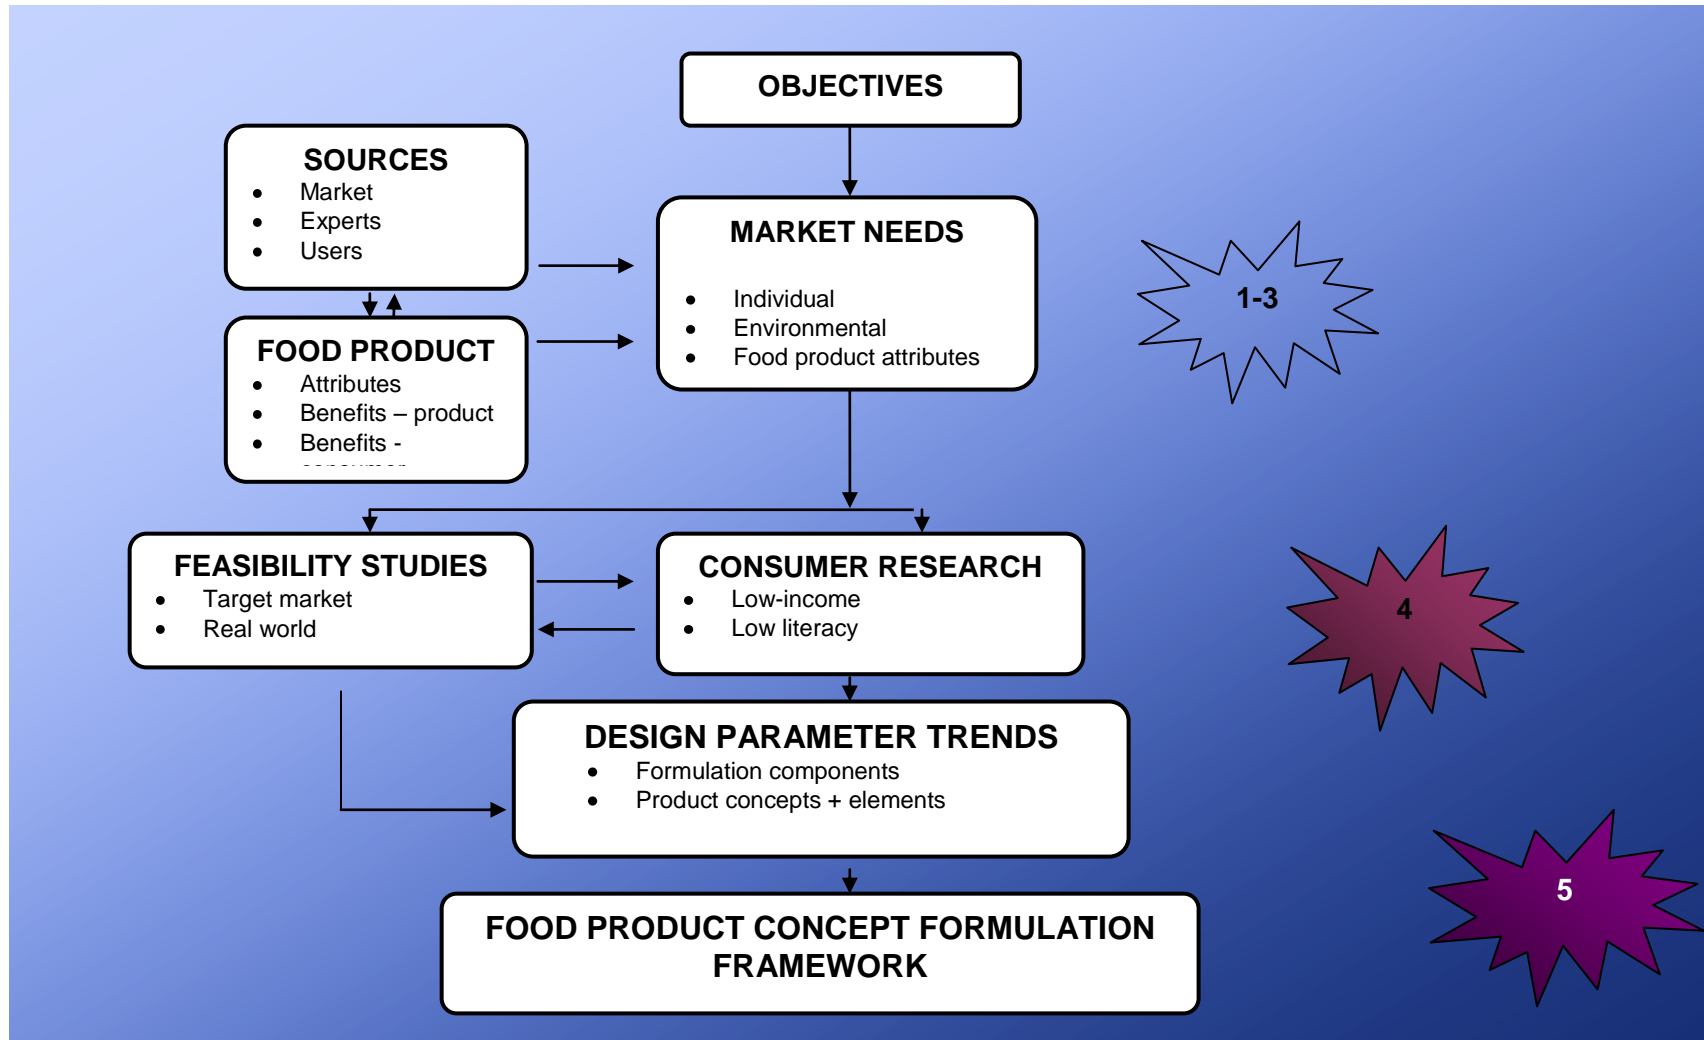 OBJECTIVES
SOURCES
• Market
• Experts
• Users
MARKET NEEDS
• Individual
• Environmental
• Food product attributes
1-3
FOOD PRODUCT
• Attributes
• Benefits – product
• Benefits -
FEASIBILITY STUDIES
• Target market
• Real world
CONSUMER RESEARCH
• Low-income
• Low literacy
4
DESIGN PARAMETER TRENDS
• Formulation components
• Product concepts + elements
5
FOOD PRODUCT CONCEPT FORMULATION
FRAMEWORK